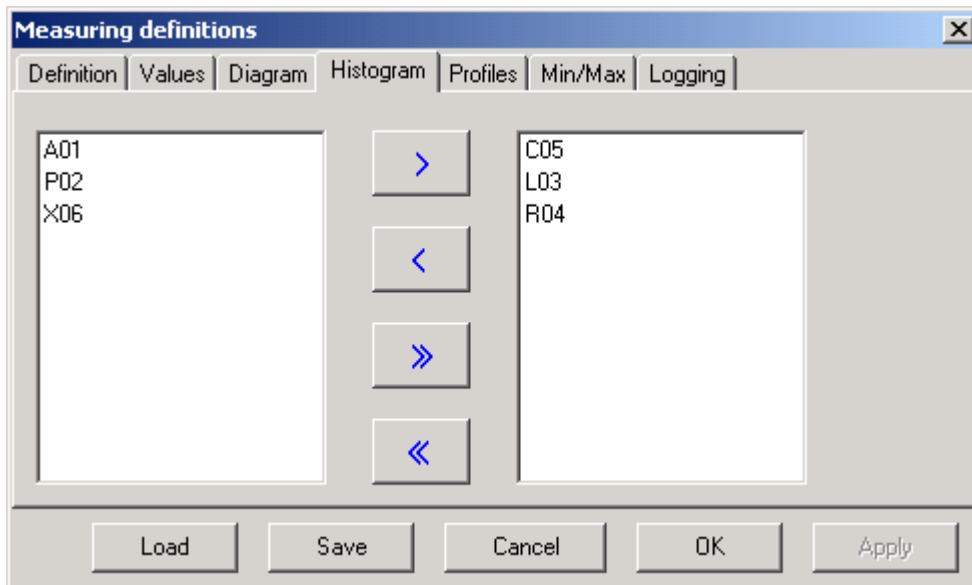 Measuring definitions
Definition Values Diagram Histogram Profiles Min/Max Logging
A01
P02
X06
>
<
>>
<<
C05
L03
R04
Load Save Cancel OK Apply